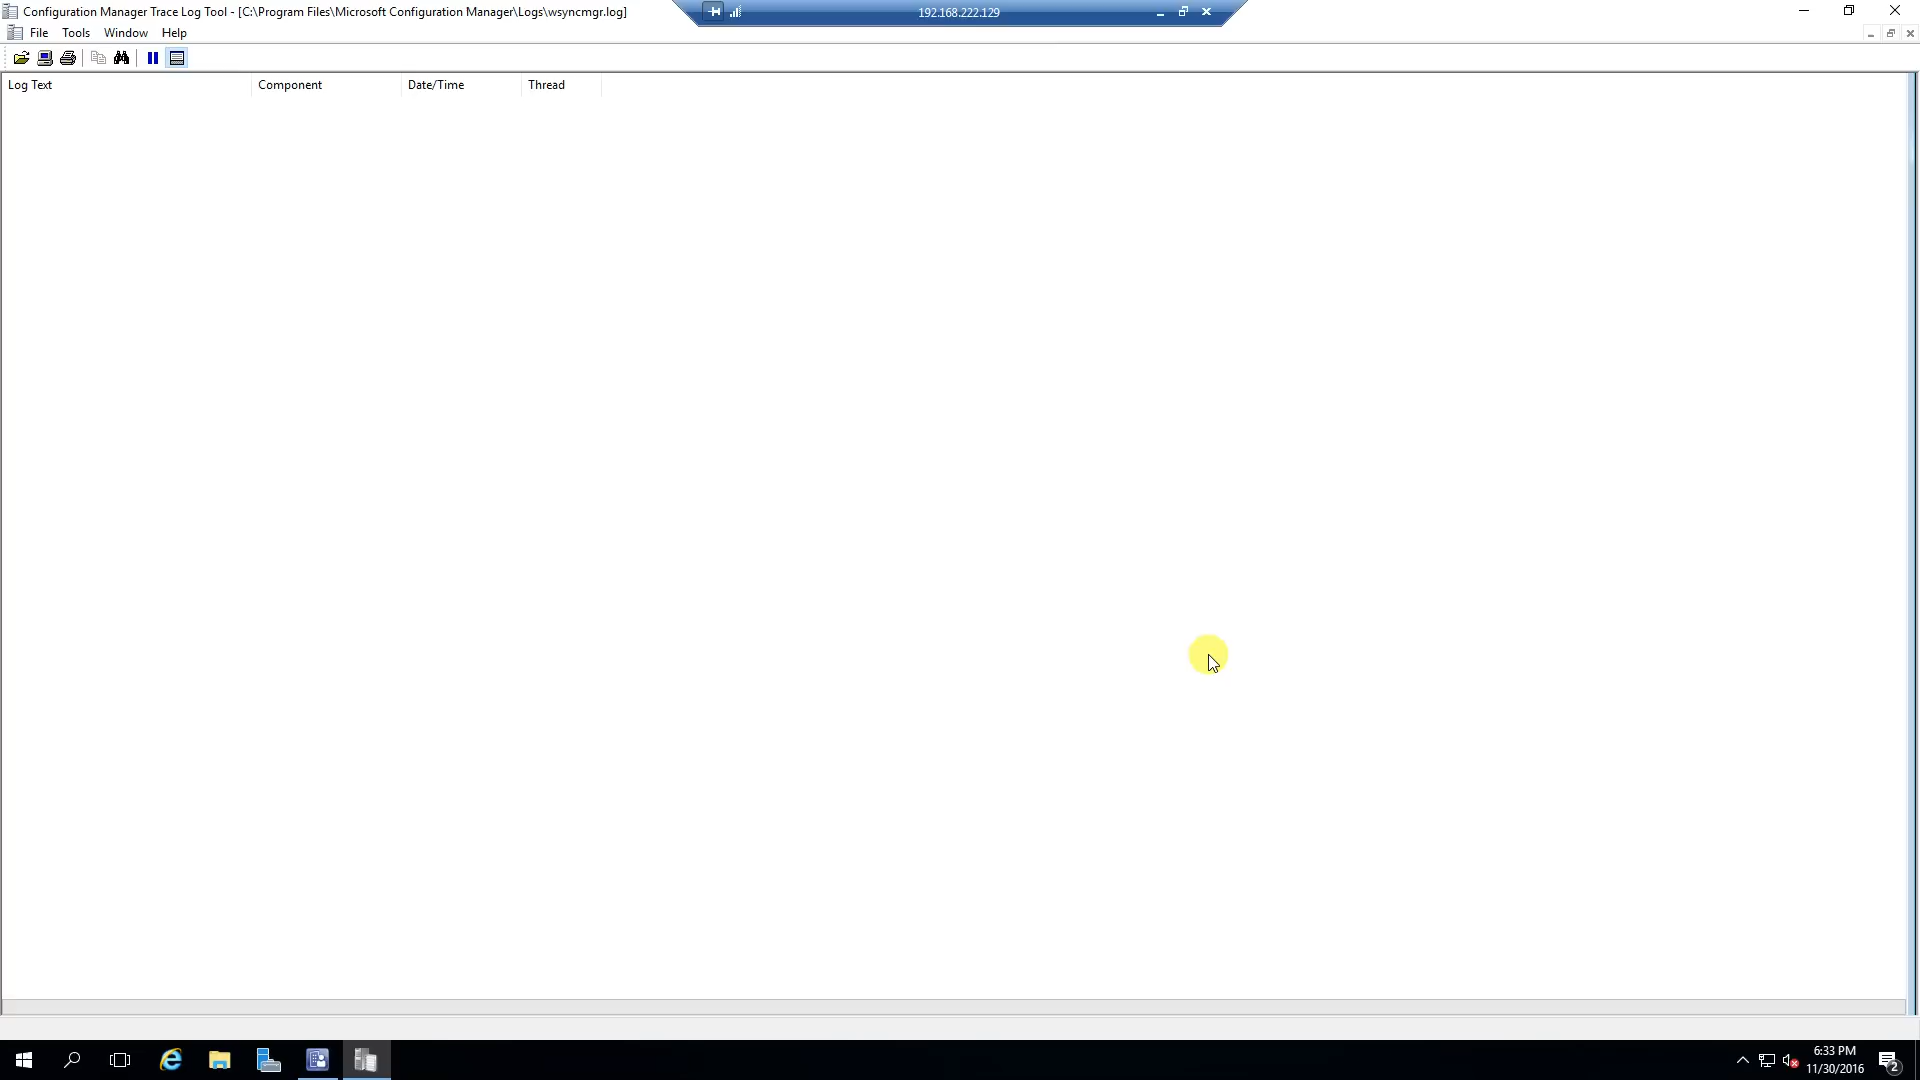 Configuration Manager Trace Log Tool - [C:\Program Files\Microsoft Configuration Manager\Logs\wsyncmgr.log]
192.168.222.129
File Tools Window Help
Log Text Component Date/Time Thread
6:33 PM
11/30/2016
2